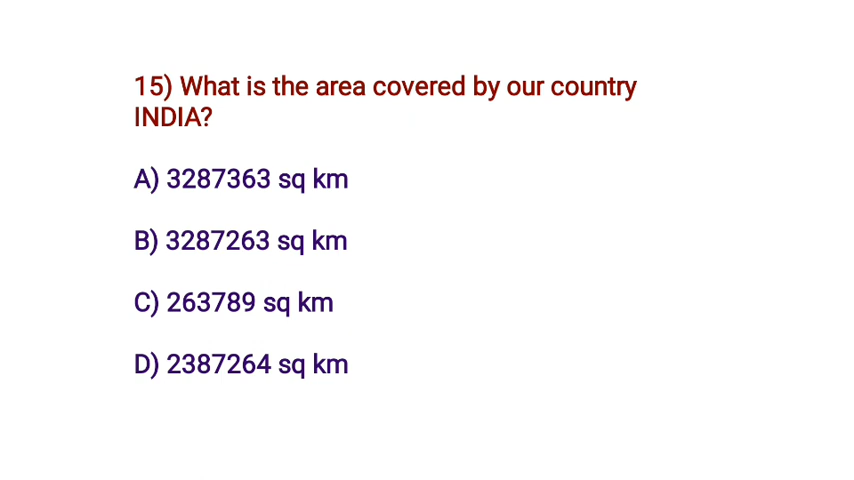 15) What is the area covered by our country
INDIA?
A) 3287363 sq km
B) 3287263 sq km
C) 263789 sq km
D) 2387264 sq km